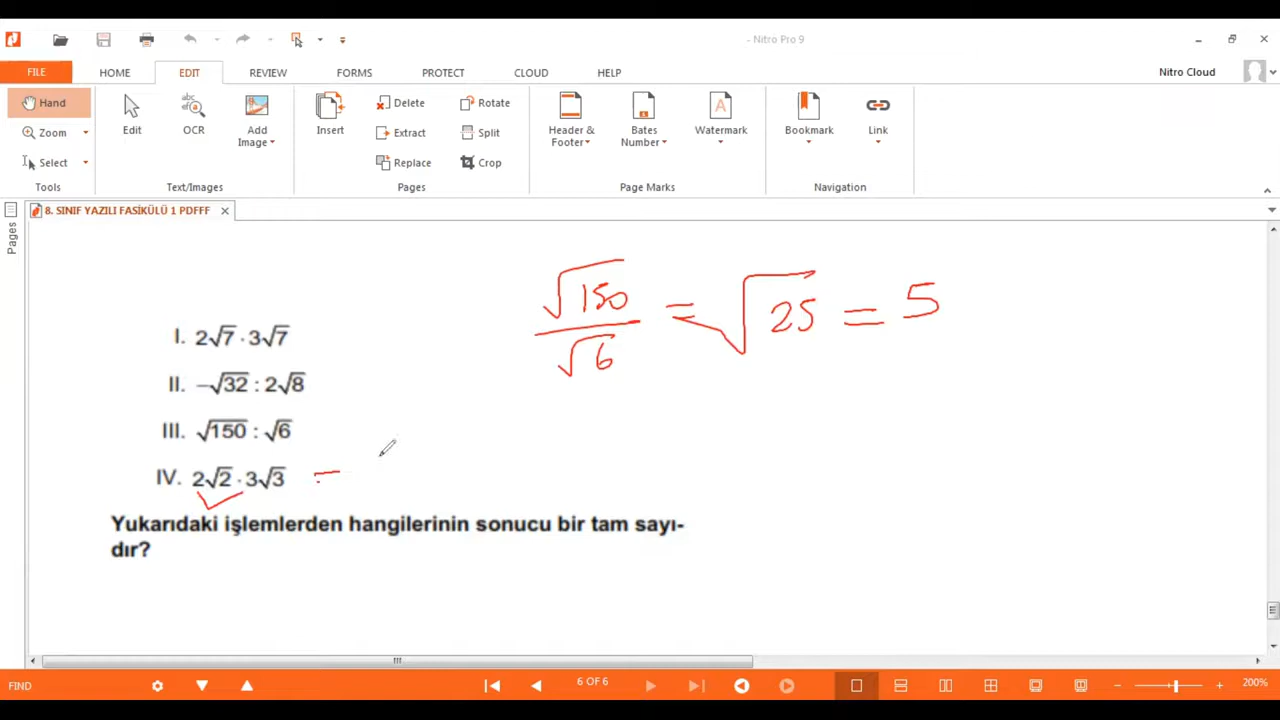 - Nitro Pro 9
FILE HOME EDIT REVIEW FORMS PROTECT CLOUD HELP Nitro Cloud
Hand
Zoom
Select
Tools
Edit
OCR
Add Image
Text/Images
Insert
Delete
Extract
Replace
Rotate
Split
Crop
Pages
Header & Footer
Bates Number
Watermark
Page Marks
Bookmark
Link
Navigation
8. SINIF YAZILI FASİKÜLÜ 1 PDFFF
Pages
√150 / √6 = √25 = 5
I. 2√7 · 3√7
II. −√32 : 2√8
III. √150 : √6
IV. 2√2 · 3√3 =
Yukarıdaki işlemlerden hangilerinin sonucu bir tam sayı-
dır?
FIND 6 OF 6 200%